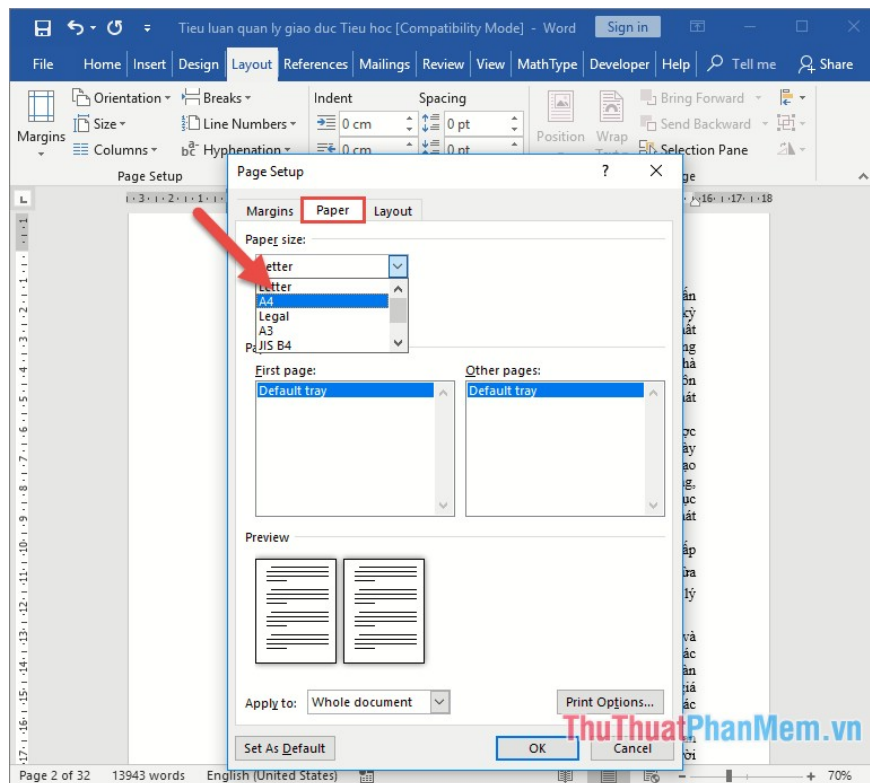 Tieu luan quan ly giao duc Tieu hoc [Compatibility Mode] - Word Sign in
File Home Insert Design Layout References Mailings Review View MathType Developer Help Tell me Share
Orientation Breaks Indent Spacing Bring Forward
Size Line Numbers 0 cm 0 pt Send Backward
Margins Position Wrap
Columns Hyphenation 0 cm 0 pt Selection Pane
Page Setup
Page Setup ? X
Margins Paper Layout
Paper size:
Letter
Letter
A4
Legal
A3
JIS B4
First page: Other pages:
Default tray Default tray
Preview
Apply to: Whole document Print Options...
ThuThuatPhanMem.vn
Set As Default OK Cancel
Page 2 of 32 13943 words English (United States) 70%